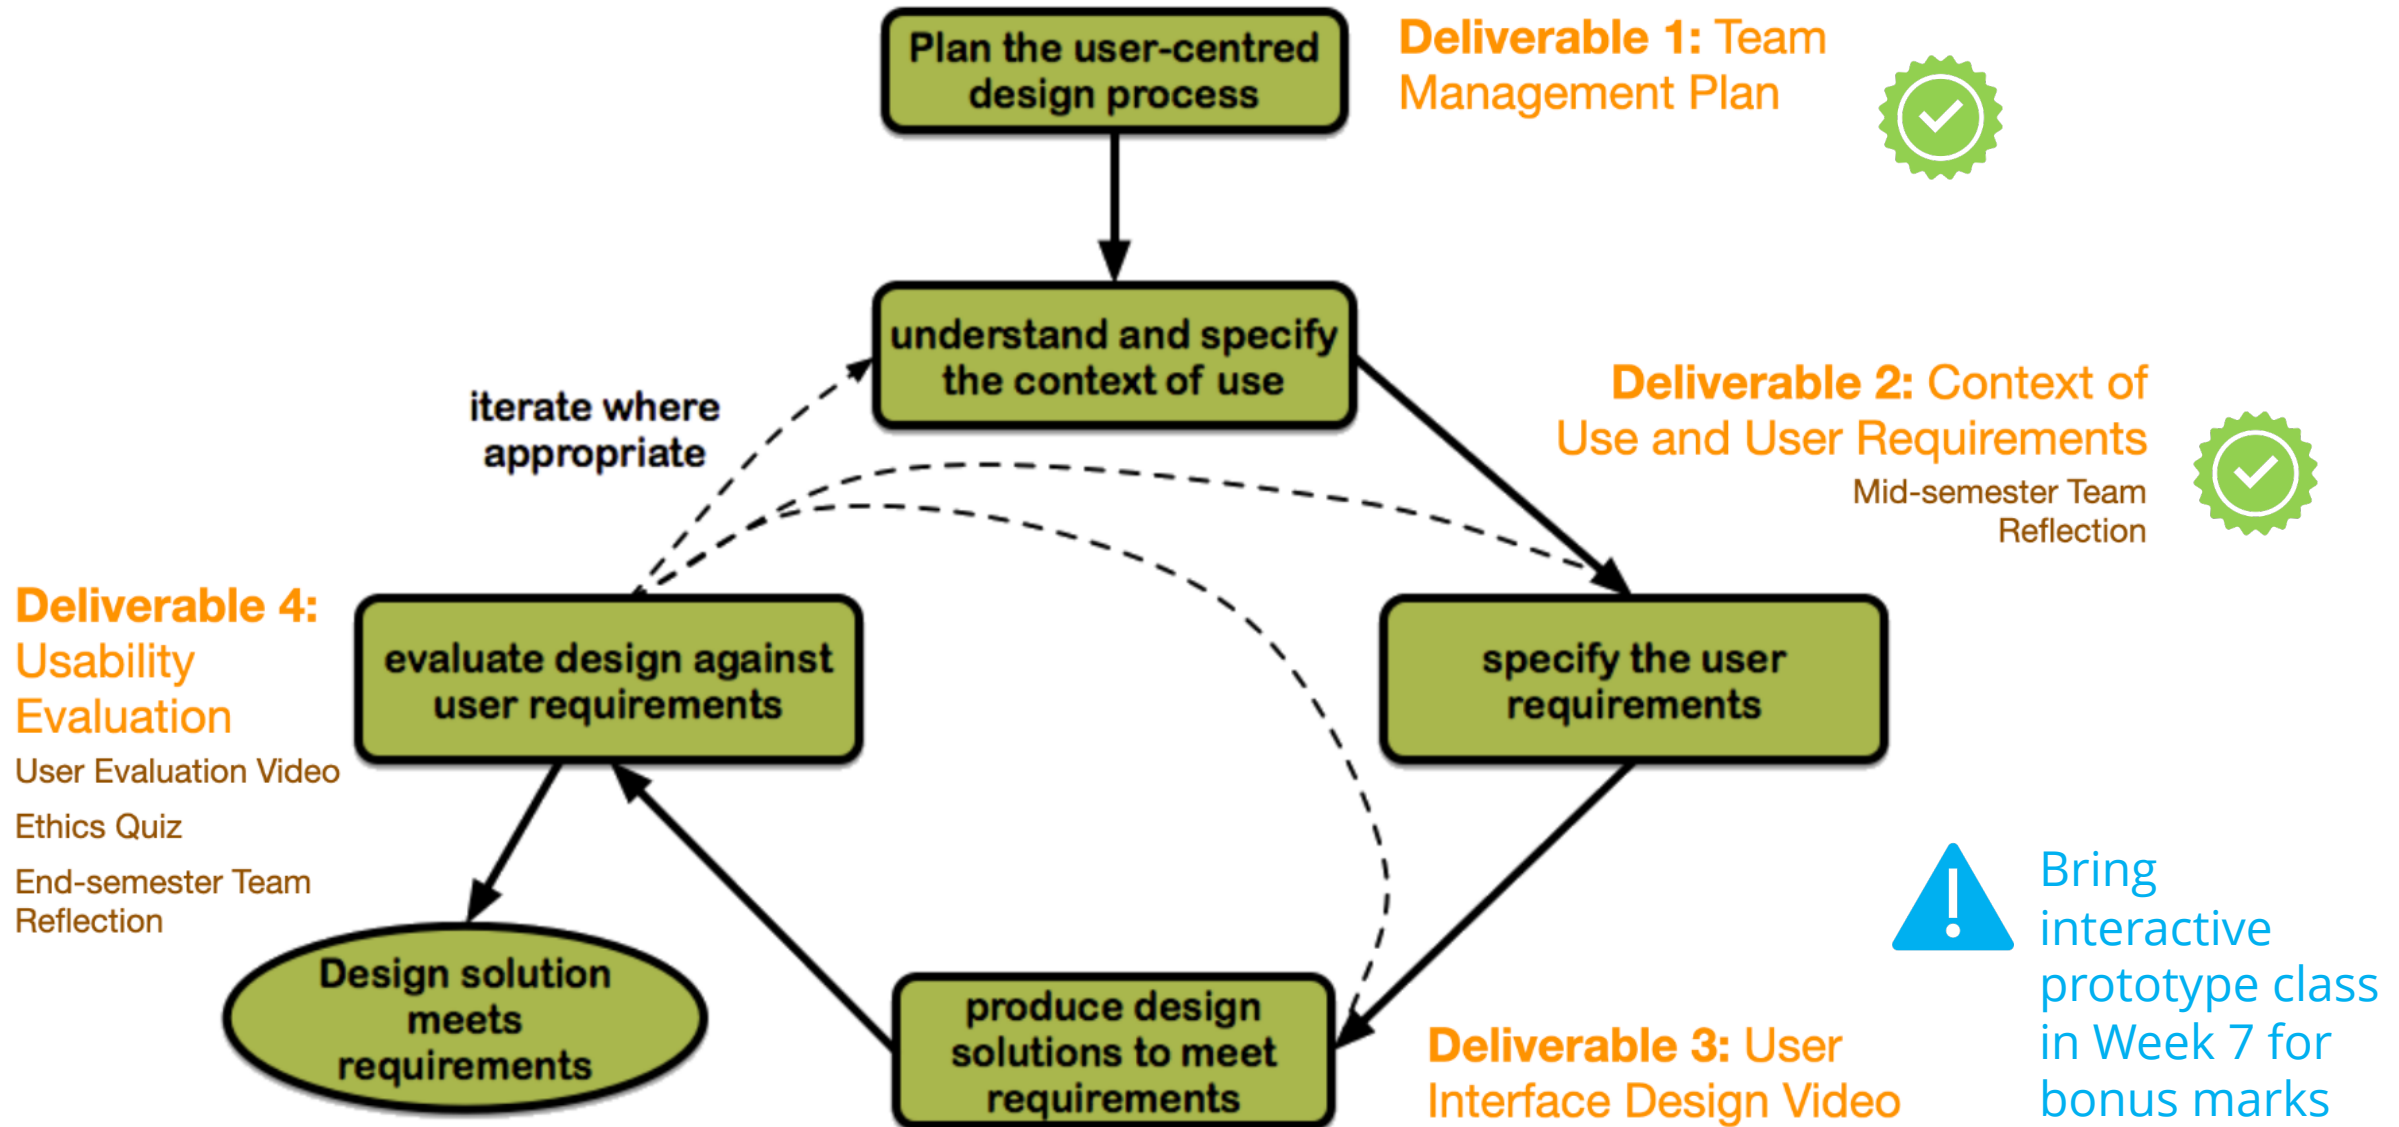 Plan the user-centred
design process
Deliverable 1: Team
Management Plan
understand and specify
the context of use
iterate where
appropriate
Deliverable 2: Context of
Use and User Requirements
Mid-semester Team
Reflection
Deliverable 4:
Usability
Evaluation
User Evaluation Video
Ethics Quiz
End-semester Team
Reflection
evaluate design against
user requirements
specify the user
requirements
Design solution
meets
requirements
produce design
solutions to meet
requirements
Deliverable 3: User
Interface Design Video
Bring
interactive
prototype class
in Week 7 for
bonus marks